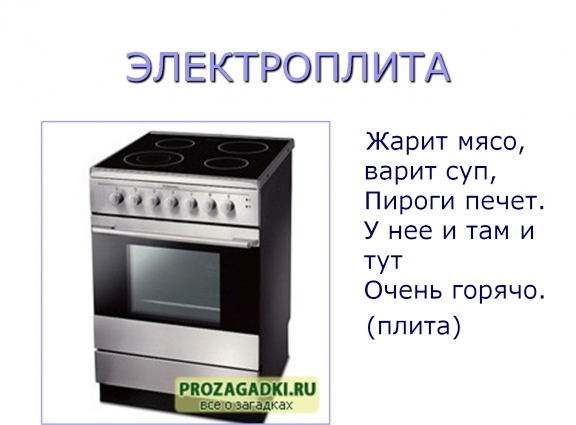 ЭЛЕКТРОПЛИТА
Жарит мясо,
варит суп,
Пироги печет.
У нее и там и
тут
Очень горячо.
(плита)
PROZAGADKI.RU
все о загадках